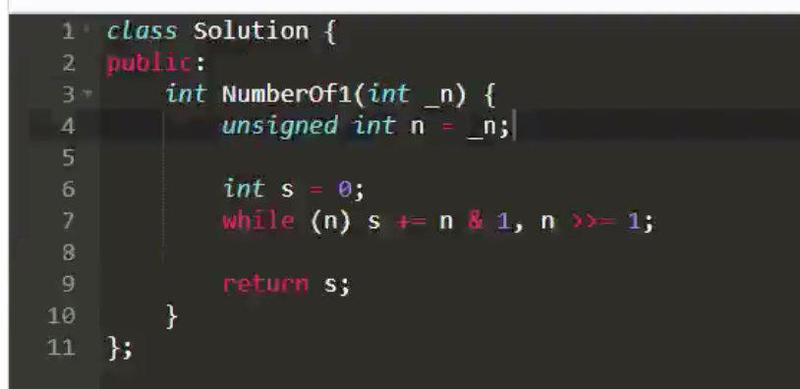 1 class Solution {
2 public:
3     int NumberOf1(int _n) {
4         unsigned int n = _n;
5
6         int s = 0;
7         while (n) s += n & 1, n >>= 1;
8
9         return s;
10     }
11 };